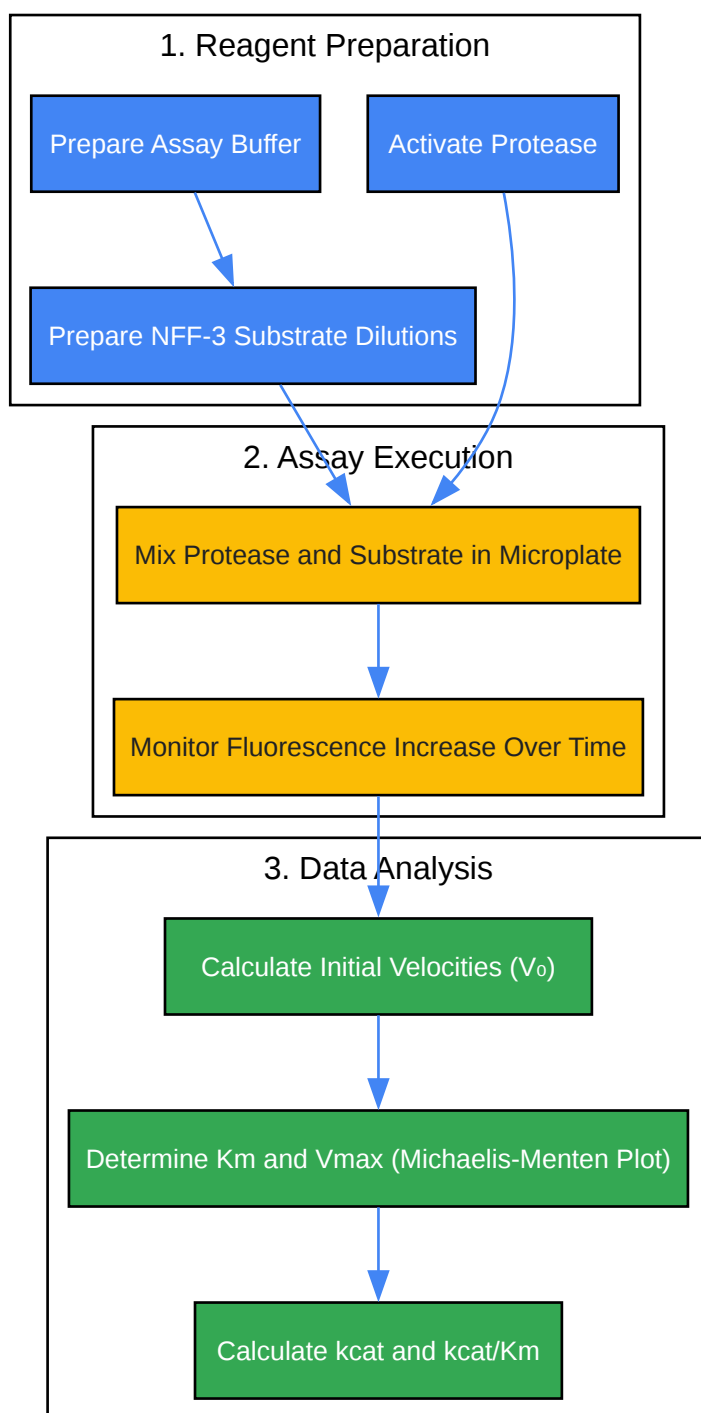 1. Reagent Preparation
Prepare Assay Buffer
Activate Protease
Prepare NFF-3 Substrate Dilutions
2. Assay Execution
Mix Protease and Substrate in Microplate
Monitor Fluorescence Increase Over Time
3. Data Analysis
Calculate Initial Velocities (V₀)
Determine Km and Vmax (Michaelis-Menten Plot)
Calculate kcat and kcat/Km